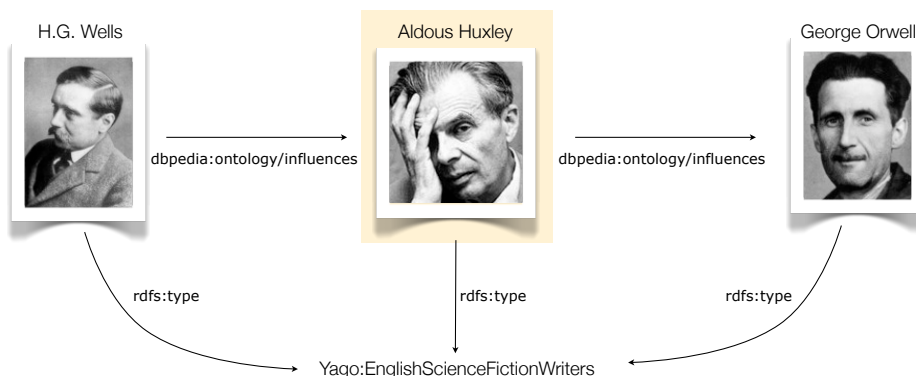 H.G. Wells
Aldous Huxley
George Orwell
dbpedia:ontology/influences
dbpedia:ontology/influences
rdfs:type
rdfs:type
rdfs:type
Yago:EnglishScienceFictionWriters